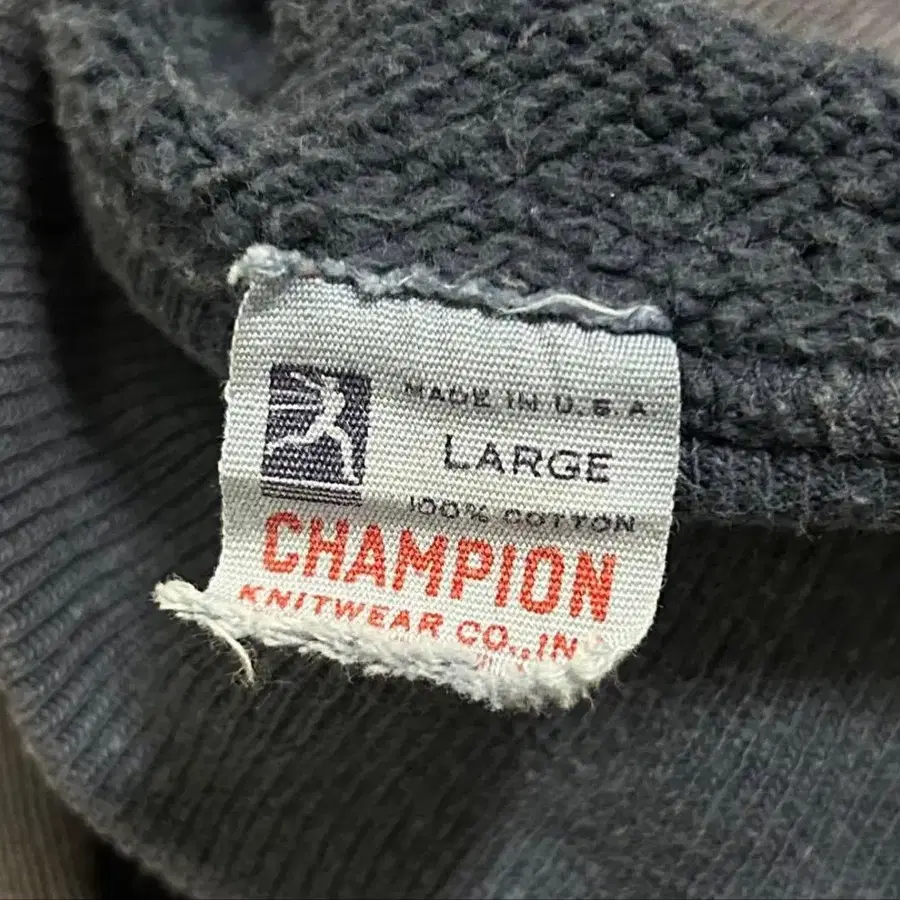 MADE IN U.S.A
LARGE
100% COTTON
CHAMPION
KNITWEAR CO., IN